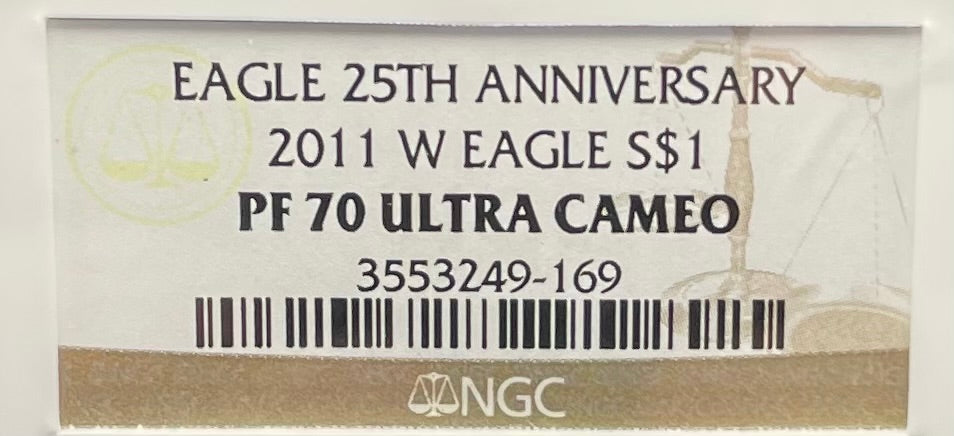 EAGLE 25TH ANNIVERSARY
2011 W EAGLE S$1
PF 70 ULTRA CAMEO
3553249-169
NGC